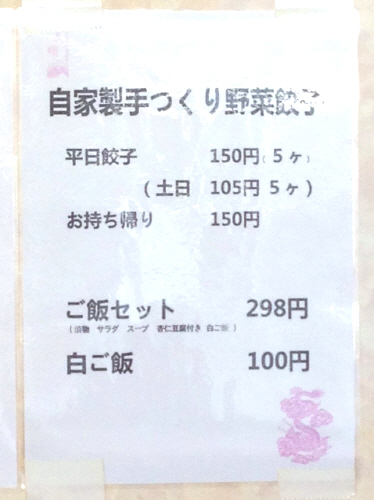 自家製手つくり野菜餃子
平日餃子 150円(5ヶ)
(土日 105円 5ヶ)
お持ち帰り 150円
ご飯セット 298円
(漬物 サラダ スープ 杏仁豆腐付き 白ご飯)
白ご飯 100円